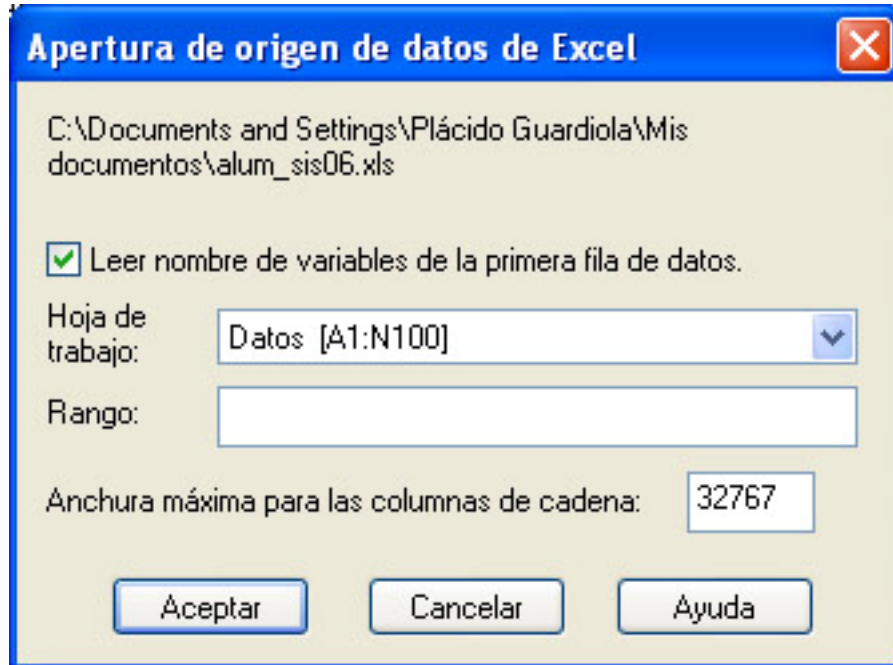 Apertura de origen de datos de Excel
C:\Documents and Settings\Plácido Guardiola\Mis
documentos\alum_sis06.xls
Leer nombre de variables de la primera fila de datos.
Hoja de
trabajo:
Datos [A1:N100]
Rango:
Anchura máxima para las columnas de cadena:
32767
Aceptar
Cancelar
Ayuda